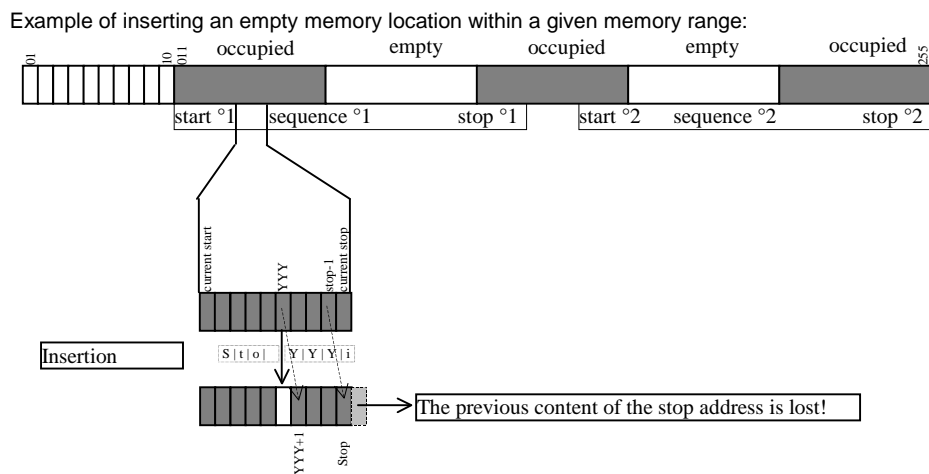 Example of inserting an empty memory location within a given memory range:
occupied empty occupied empty occupied
01 10 011 255
start °1 sequence °1 stop °1 start °2 sequence °2 stop °2
current start YYY stop-1 current stop
Insertion S | t | o | Y | Y | Y | i
The previous content of the stop address is lost!
YYY+1 Stop